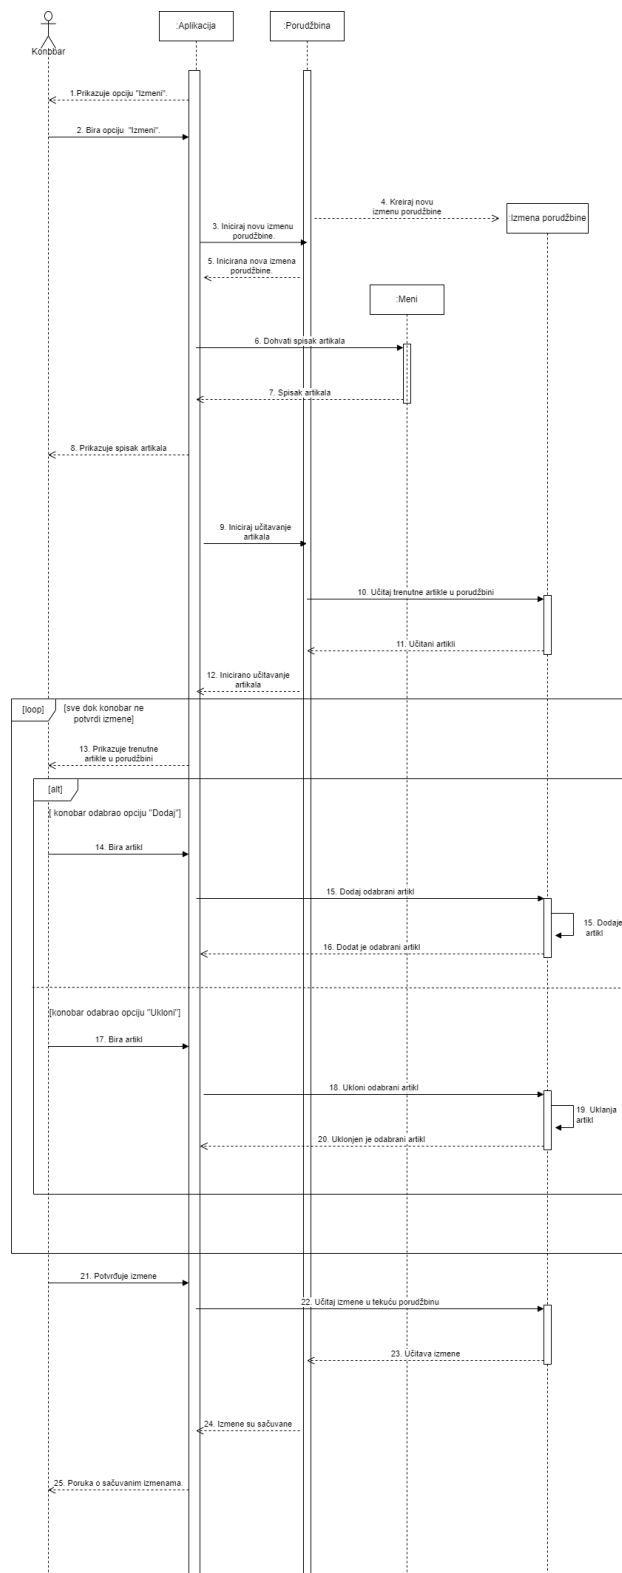 :Aplikacija
:Porudžbina
Konobar
1.Prikazuje opciju "Izmeni".
2. Bira opciju "Izmeni".
4. Kreiraj novu
izmenu porudžbine
:Izmena porudžbine
3. Iniciraj novu izmenu
porudžbine.
5. Inicirana nova izmena
porudžbine.
:Meni
6. Dohvati spisak artikala
7. Spisak artikala
8. Prikazuje spisak artikala
9. Iniciraj učitavanje
artikala
10. Učitaj trenutne artikle u porudžbini
11. Učitani artikli
12. Inicirano učitavanje
artikala
[loop]
[sve dok konobar ne
potvrdi izmene]
13. Prikazuje trenutne
artikle u porudžbini
[alt]
[ konobar odabrao opciju "Dodaj"]
14. Bira artikl
15. Dodaj odabrani artikl
15. Dodaje
artikl
16. Dodat je odabrani artikl
[konobar odabrao opciju "Ukloni"]
17. Bira artikl
18. Ukloni odabrani artikl
19. Uklanja
artikl
20. Uklonjen je odabrani artikl
21. Potvrđuje izmene
22. Učitaj izmene u tekuću porudžbinu
23. Učitava izmene
24. Izmene su sačuvane
25. Poruka o sačuvanim izmenama.